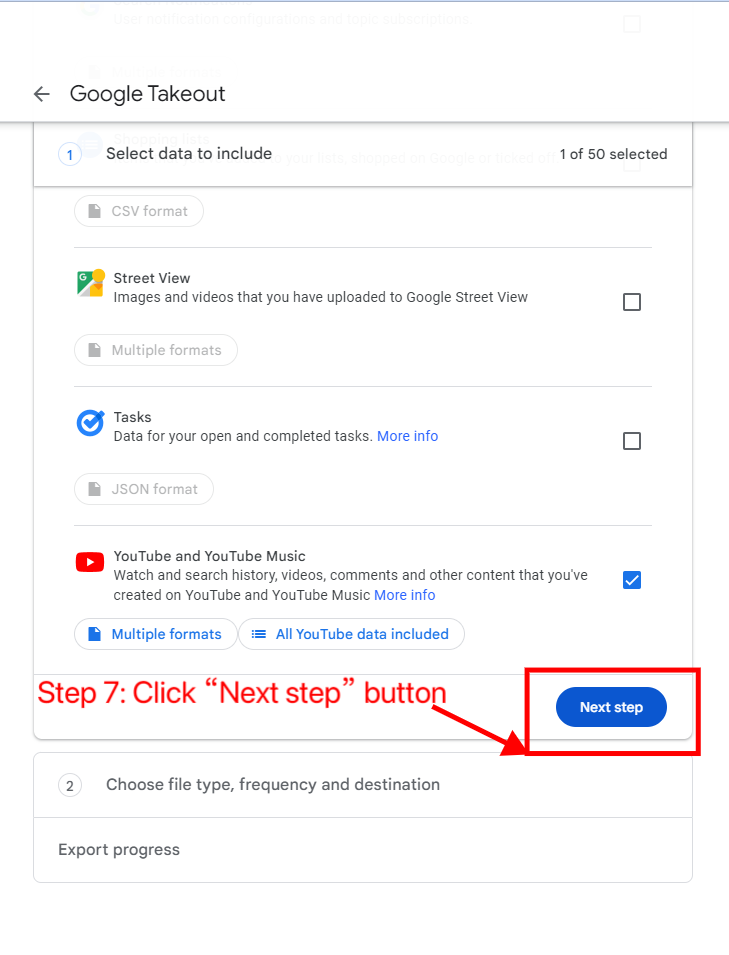 User notification configurations and topic subscriptions.
Google Takeout
Shopping lists
1 Select data to include 1 of 50 selected
CSV format
G
Street View
Images and videos that you have uploaded to Google Street View
Multiple formats
Tasks
Data for your open and completed tasks. More info
JSON format
YouTube and YouTube Music
Watch and search history, videos, comments and other content that you've
created on YouTube and YouTube Music More info
Multiple formats All YouTube data included
Step 7: Click “Next step” button
Next step
2 Choose file type, frequency and destination
Export progress